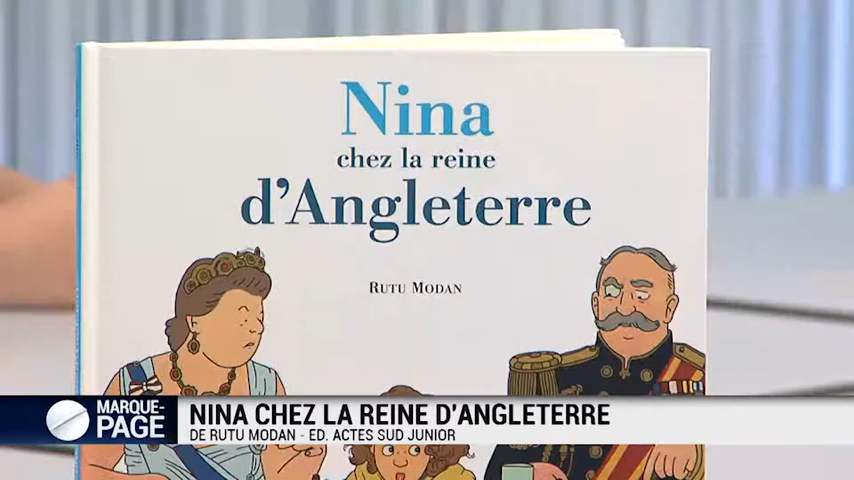 Nina
chez la reine
d'Angleterre
RUTU MODAN
MARQUE-
PAGE
NINA CHEZ LA REINE D'ANGLETERRE
DE RUTU MODAN - ED. ACTES SUD JUNIOR